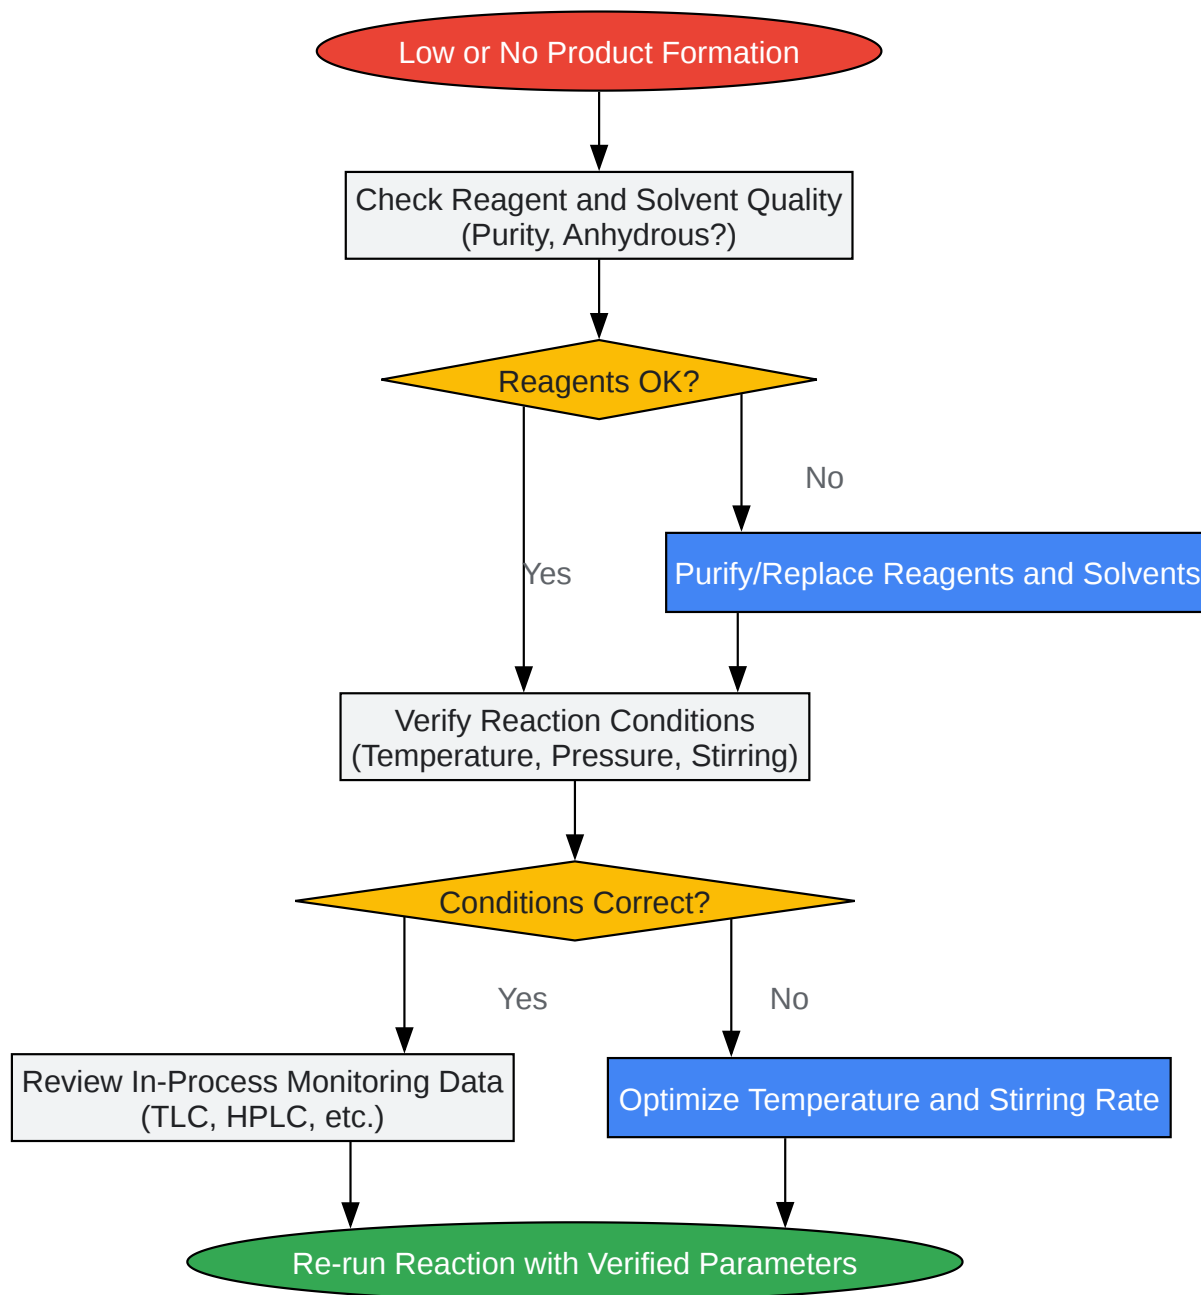 Low or No Product Formation
Check Reagent and Solvent Quality
(Purity, Anhydrous?)
Reagents OK?
No
Yes
Purify/Replace Reagents and Solvents
Verify Reaction Conditions
(Temperature, Pressure, Stirring)
Conditions Correct?
Yes
No
Review In-Process Monitoring Data
(TLC, HPLC, etc.)
Optimize Temperature and Stirring Rate
Re-run Reaction with Verified Parameters